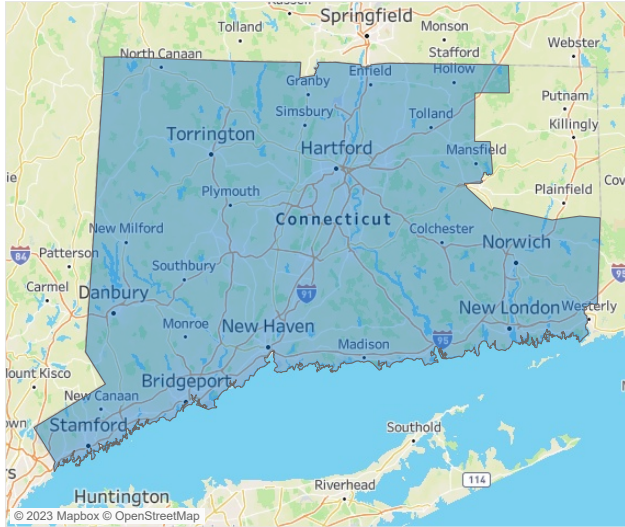 Springfield
Tolland
Monson
Stafford
Webster
North Canaan
Granby
Enfield
Hollow
Simsbury
Putnam
Tolland
Killingly
Torrington
Hartford
Mansfield
Plymouth
Plainfield
Connecticut
New Milford
Colchester
Norwich
84
Patterson
Southbury
Carmel
Danbury
91
95
New London
Westerly
Monroe
New Haven
95
Madison
Bridgeport
New Canaan
Stamford
Southold
114
Riverhead
Huntington
© 2023 Mapbox © OpenStreetMap